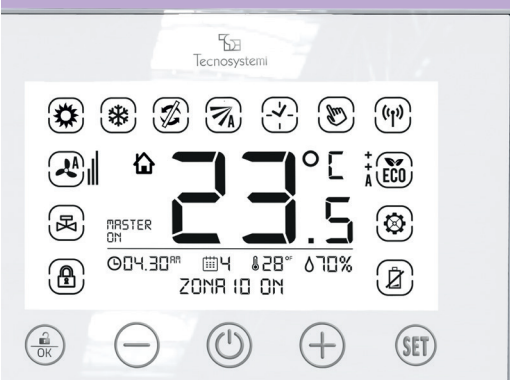 Tecnosystemi
A
A
+
+
A
ECO
23.5°C
MASTER
ON
04.30AM 4 28°F 70%
ZONA 10 ON
OK
SET